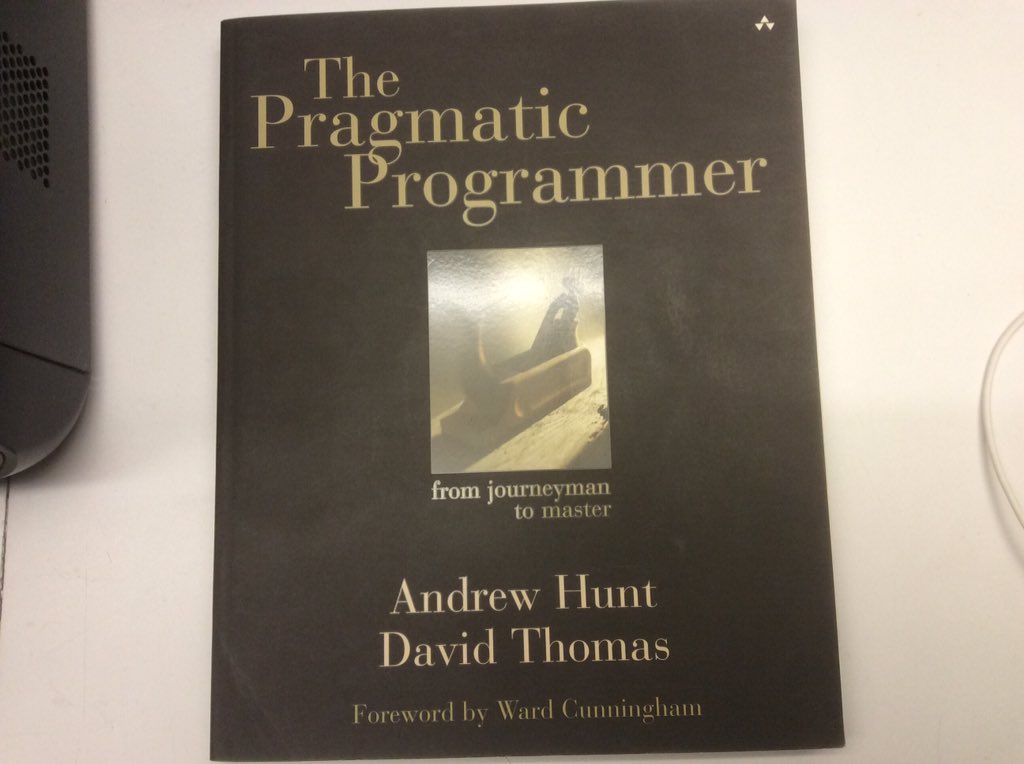 The
Pragmatic
Programmer
from journeyman
to master
Andrew Hunt
David Thomas
Foreword by Ward Cunningham